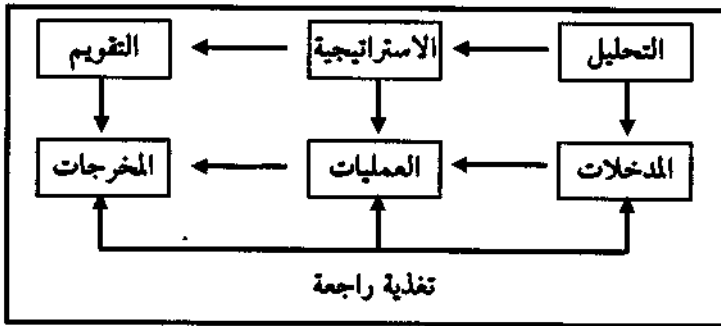 التحليل
الاستراتيجية
التقويم
المدخلات
العمليات
المخرجات
تغذية راجعة